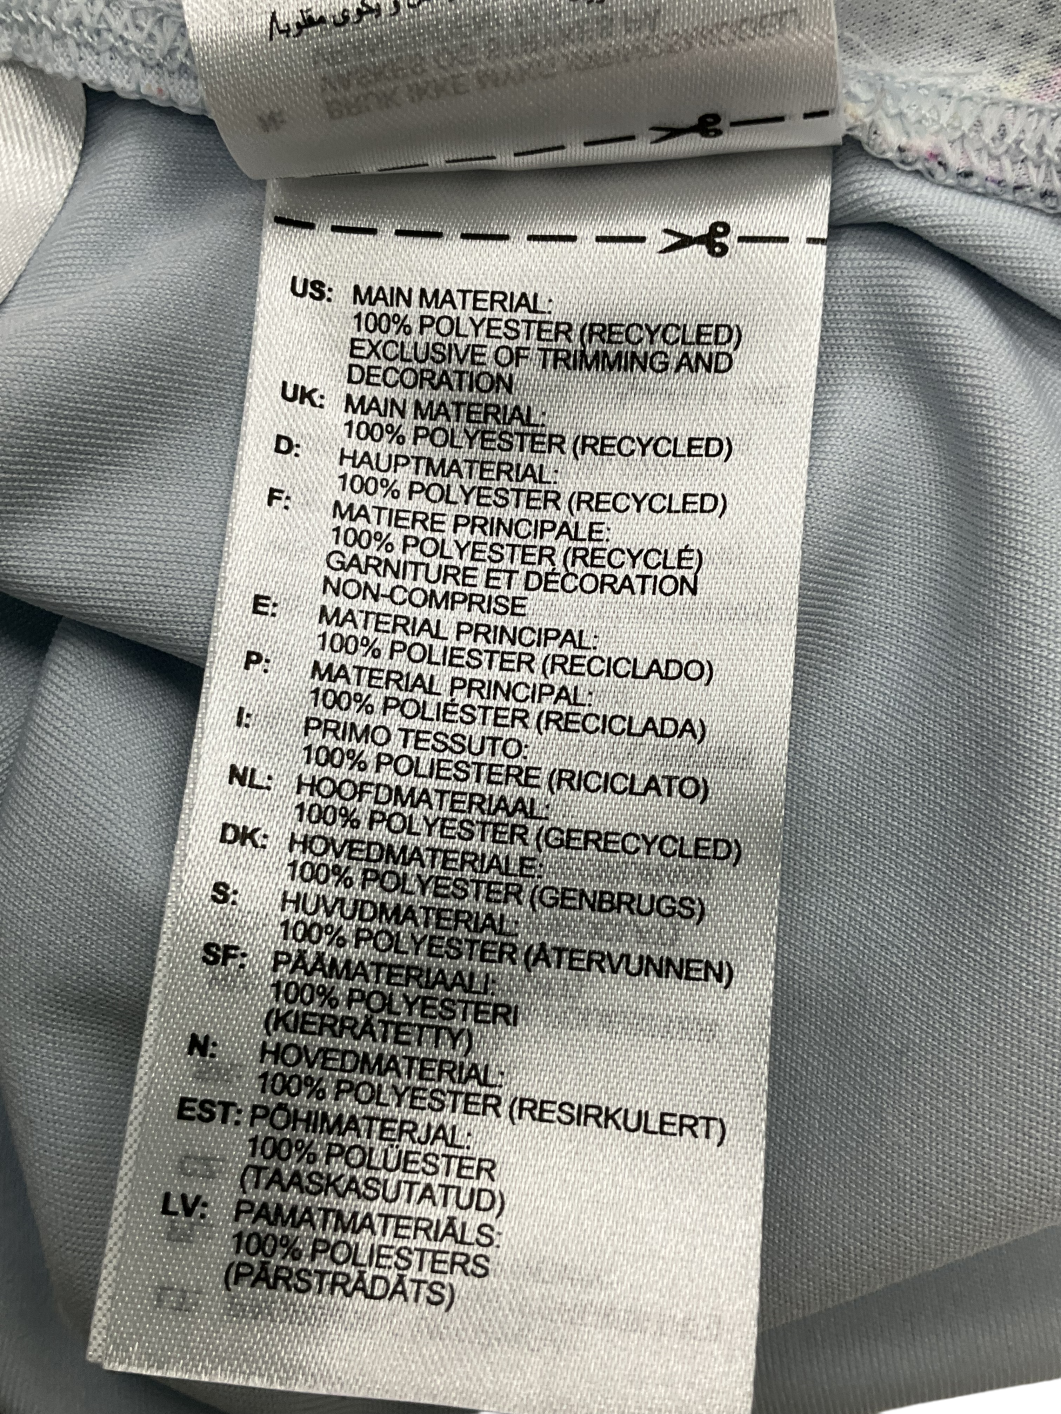 US: MAIN MATERIAL:
100% POLYESTER (RECYCLED)
EXCLUSIVE OF TRIMMING AND
DECORATION
UK: MAIN MATERIAL:
100% POLYESTER (RECYCLED)
D: HAUPTMATERIAL:
100% POLYESTER (RECYCLED)
F: MATIERE PRINCIPALE:
100% POLYESTER (RECYCLÉ)
GARNITURE ET DÉCORATION
NON-COMPRISE
E: MATERIAL PRINCIPAL:
100% POLIESTER (RECICLADO)
P: MATERIAL PRINCIPAL:
100% POLIÉSTER (RECICLADA)
I: PRIMO TESSUTO:
100% POLIESTERE (RICICLATO)
NL: HOOFDMATERIAAL:
100% POLYESTER (GERECYCLED)
DK: HOVEDMATERIALE:
100% POLYESTER (GENBRUGS)
S: HUVUDMATERIAL:
100% POLYESTER (ÅTERVUNNEN)
SF: PÄÄMATERIAALI:
100% POLYESTERI
(KIERRÄTETTY)
N: HOVEDMATERIAL:
100% POLYESTER (RESIRKULERT)
EST: PÕHIMATERJAL:
100% POLÜESTER
(TAASKASUTATUD)
LV: PAMATMATERIĀLS:
100% POLIESTERS
(PĀRSTRĀDĀTS)